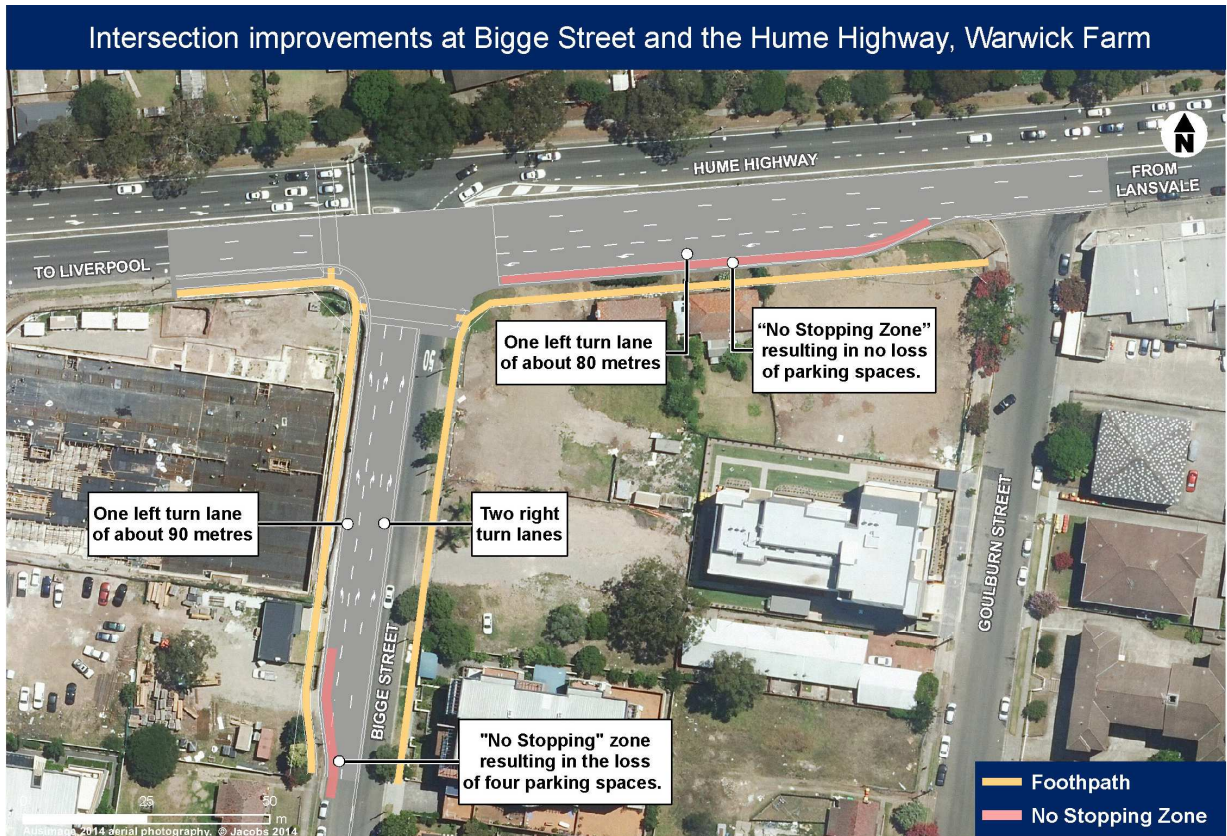 Intersection improvements at Bigge Street and the Hume Highway, Warwick Farm
N
HUME HIGHWAY
FROM
LANSVALE
TO LIVERPOOL
50
One left turn lane
of about 80 metres
“No Stopping Zone”
resulting in no loss
of parking spaces.
One left turn lane
of about 90 metres
Two right
turn lanes
GOULBURN STREET
BIGGE STREET
"No Stopping" zone
resulting in the loss
of four parking spaces.
0 25 50
m
Ausimage 2014 aerial photography. © Jacobs 2014
Foothpath
No Stopping Zone